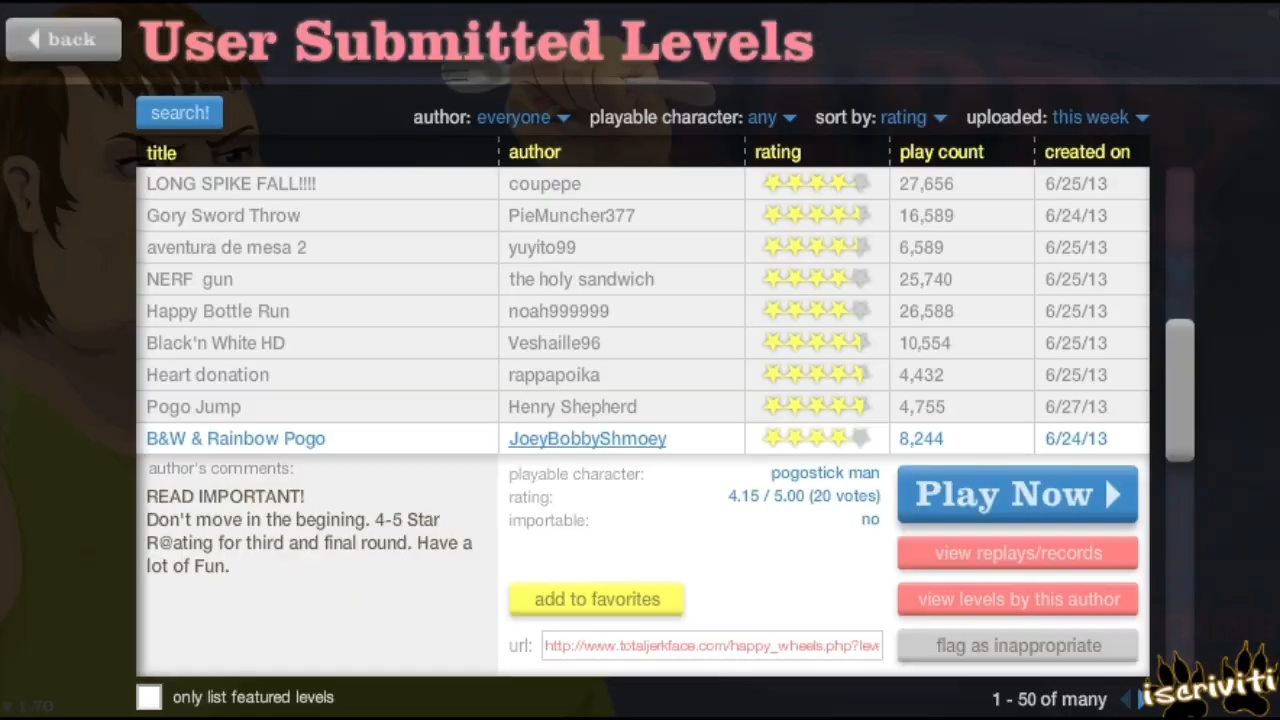 back
User Submitted Levels
search!
author: everyone playable character: any sort by: rating uploaded: this week
title author rating play count created on
LONG SPIKE FALL!!!! coupepe 27,656 6/25/13
Gory Sword Throw PieMuncher377 16,589 6/24/13
aventura de mesa 2 yuyito99 6,589 6/25/13
NERF gun the holy sandwich 25,740 6/25/13
Happy Bottle Run noah999999 26,588 6/25/13
Black'n White HD Veshaille96 10,554 6/25/13
Heart donation rappapoika 4,432 6/25/13
Pogo Jump Henry Shepherd 4,755 6/27/13
B&W & Rainbow Pogo JoeyBobbyShmoey 8,244 6/24/13
author's comments:
READ IMPORTANT!
Don't move in the begining. 4-5 Star
R@ating for third and final round. Have a
lot of Fun.
playable character: pogostick man
rating: 4.15 / 5.00 (20 votes)
importable: no
add to favorites
url: http://www.totaljerkface.com/happy_wheels.php?leve
Play Now
view replays/records
view levels by this author
flag as inappropriate
only list featured levels
1 - 50 of many
v 1.70
iscriviti